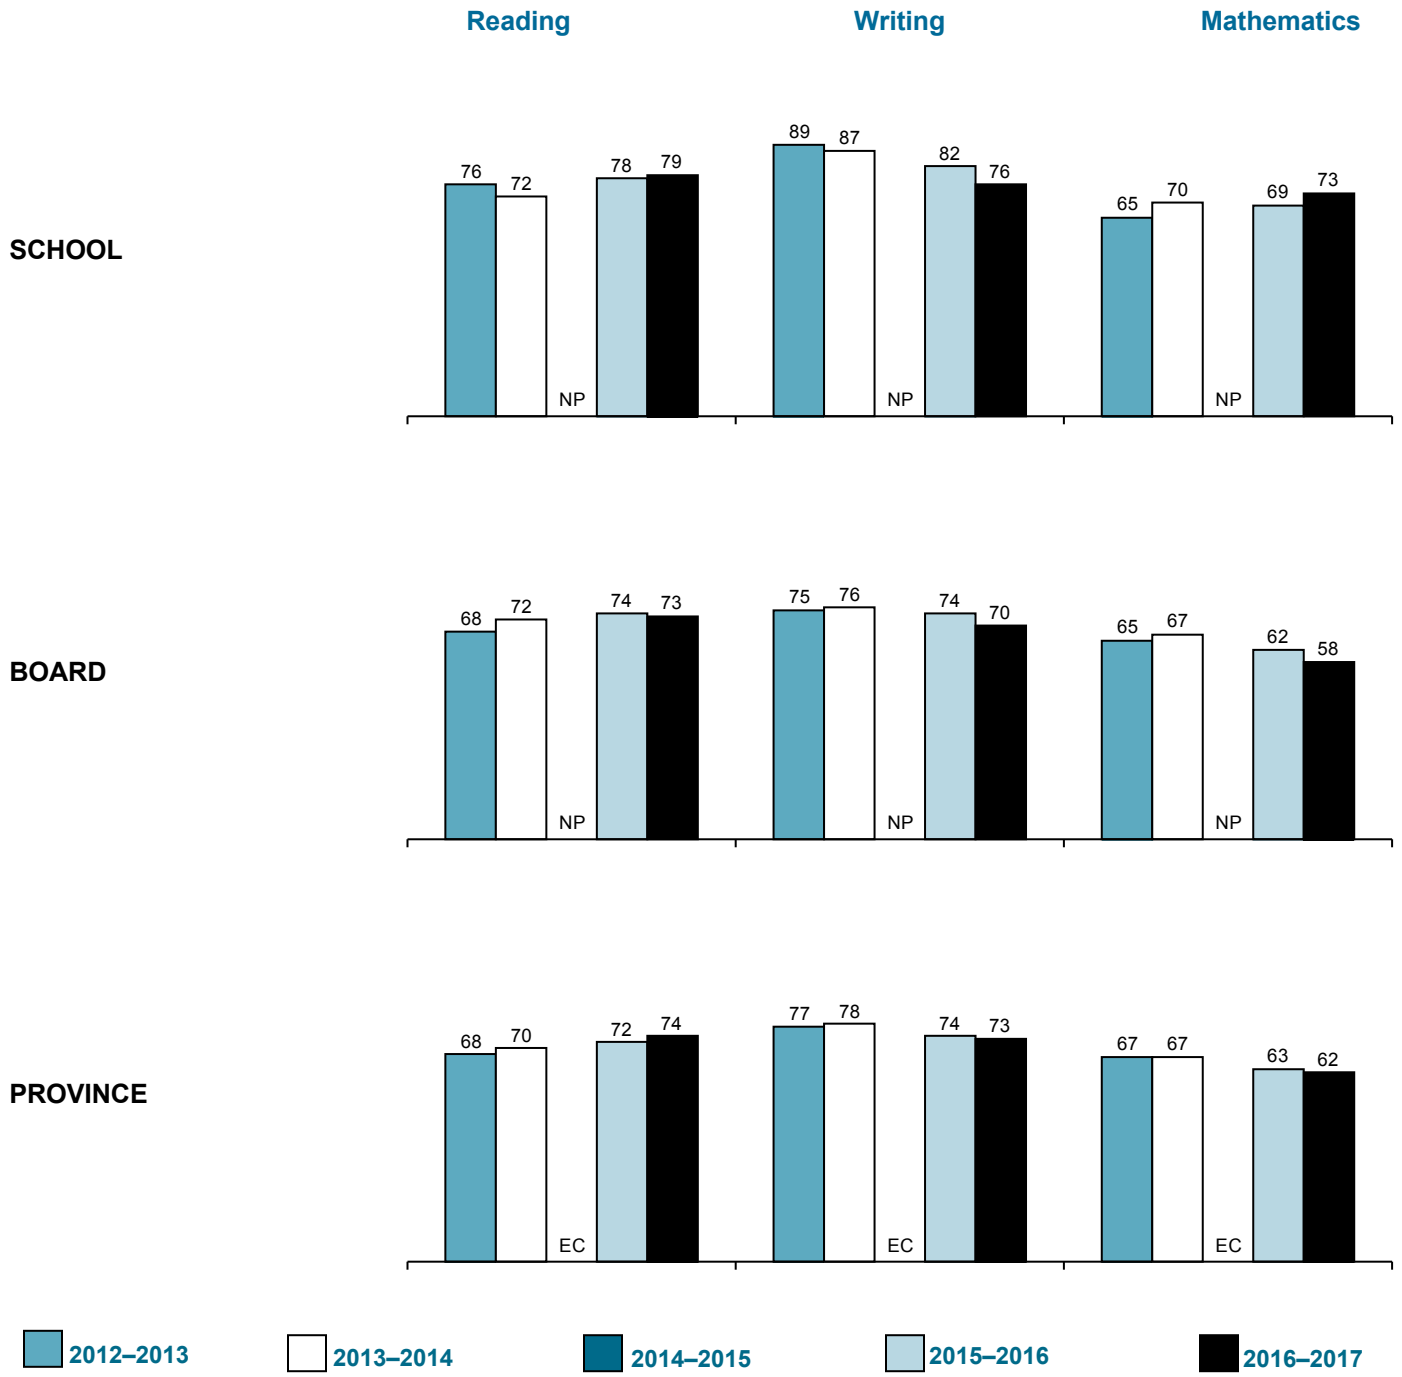 Reading Writing Mathematics
SCHOOL
76 72 NP 78 79 89 87 NP 82 76 65 70 NP 69 73
BOARD
68 72 NP 74 73 75 76 NP 74 70 65 67 NP 62 58
PROVINCE
68 70 EC 72 74 77 78 EC 74 73 67 67 EC 63 62
2012–2013 2013–2014 2014–2015 2015–2016 2016–2017